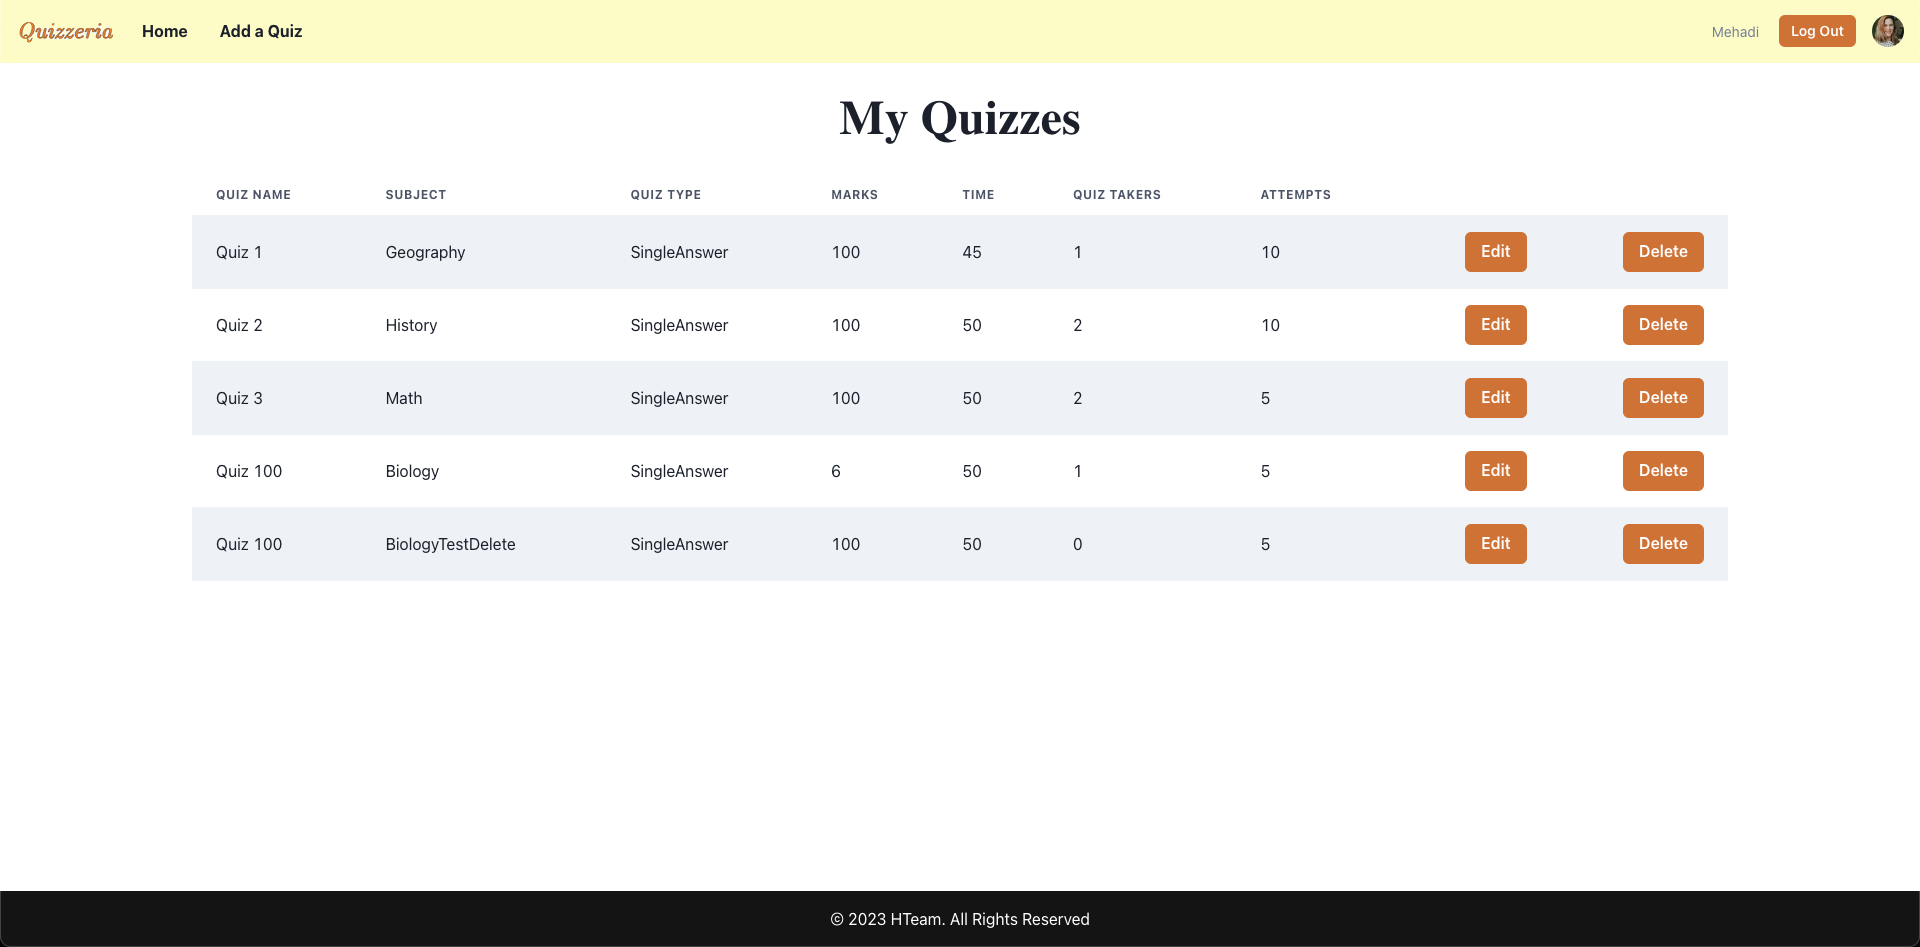 Quizzeria Home Add a Quiz Mehadi Log Out
My Quizzes
QUIZ NAME SUBJECT QUIZ TYPE MARKS TIME QUIZ TAKERS ATTEMPTS
Quiz 1 Geography SingleAnswer 100 45 1 10 Edit Delete
Quiz 2 History SingleAnswer 100 50 2 10 Edit Delete
Quiz 3 Math SingleAnswer 100 50 2 5 Edit Delete
Quiz 100 Biology SingleAnswer 6 50 1 5 Edit Delete
Quiz 100 BiologyTestDelete SingleAnswer 100 50 0 5 Edit Delete
© 2023 HTeam. All Rights Reserved